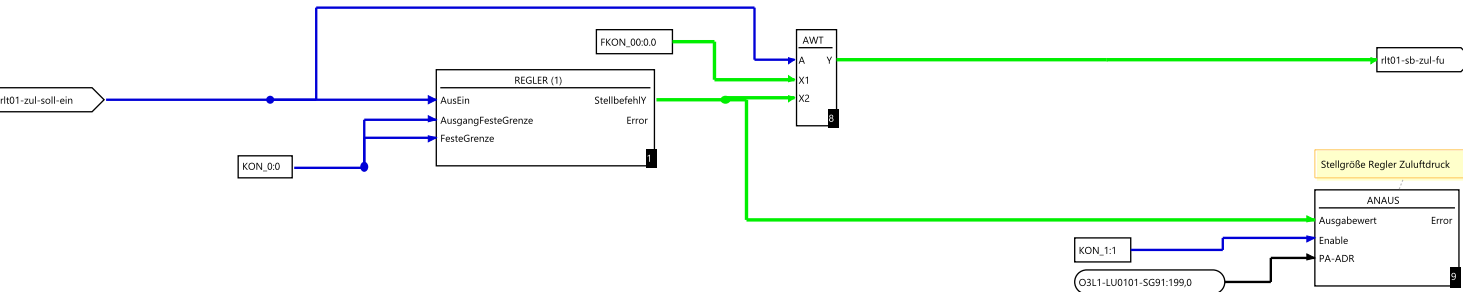 FKON_00:0.0
AWT
A Y
X1
X2
8
rlt01-sb-zul-fu
rlt01-zul-soll-ein
REGLER (1)
AusEin StellbefehlY
AusgangFesteGrenze Error
FesteGrenze
1
KON_0:0
Stellgröße Regler Zuluftdruck
ANAUS
Ausgabewert Error
Enable
PA-ADR
9
KON_1:1
O3L1-LU0101-SG91:199,0